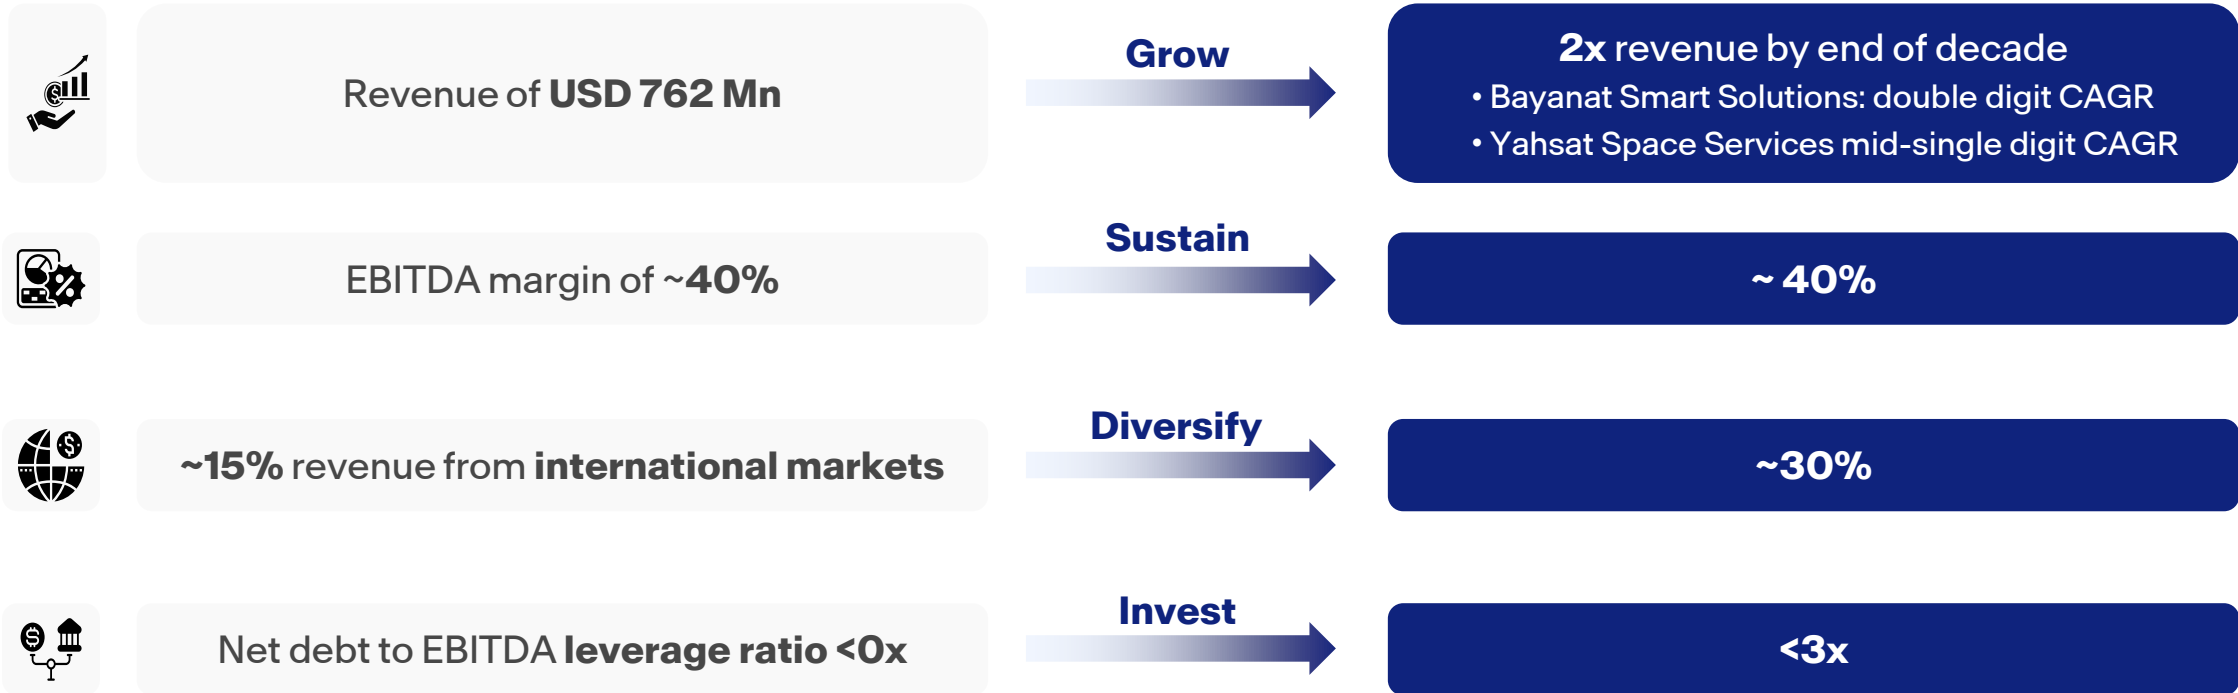 Revenue of USD 762 Mn
Grow
2x revenue by end of decade
• Bayanat Smart Solutions: double digit CAGR
• Yahsat Space Services mid-single digit CAGR
EBITDA margin of ~40%
Sustain
~ 40%
~15% revenue from international markets
Diversify
~30%
Net debt to EBITDA leverage ratio <0x
Invest
<3x